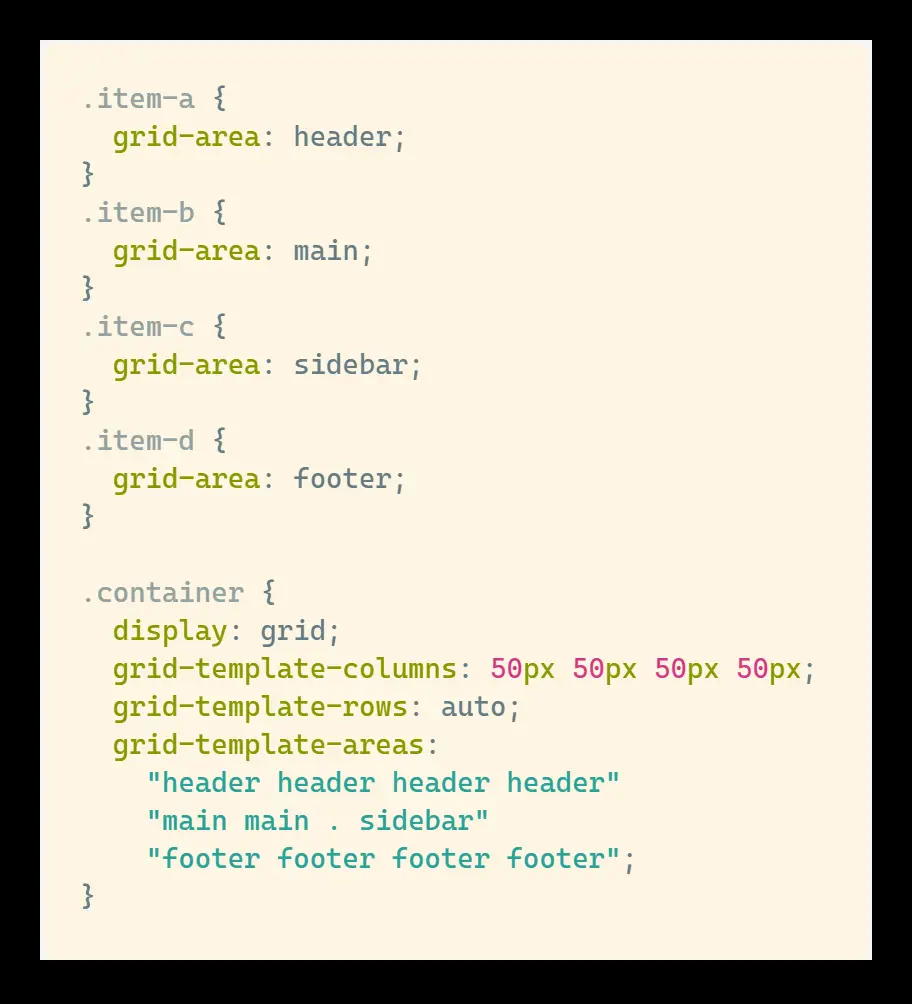 .item-a {
  grid-area: header;
}
.item-b {
  grid-area: main;
}
.item-c {
  grid-area: sidebar;
}
.item-d {
  grid-area: footer;
}

.container {
  display: grid;
  grid-template-columns: 50px 50px 50px 50px;
  grid-template-rows: auto;
  grid-template-areas:
    "header header header header"
    "main main . sidebar"
    "footer footer footer footer";
}